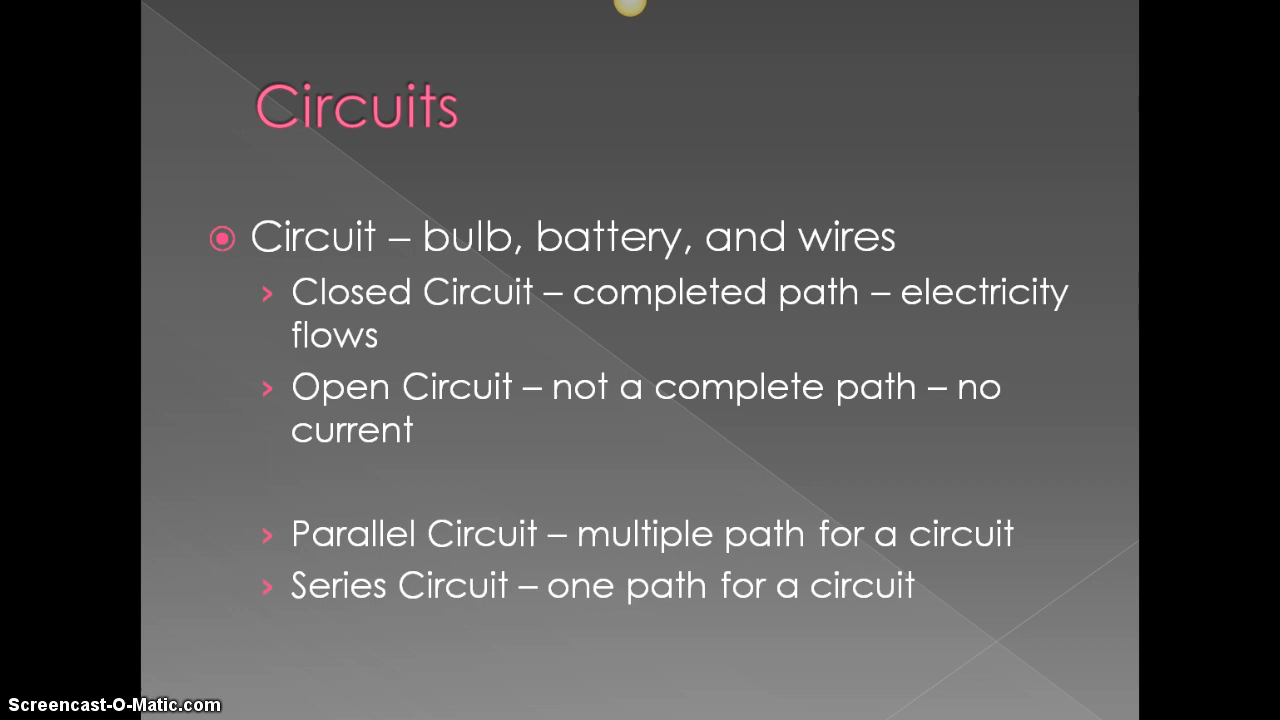 Circuits
Circuit – bulb, battery, and wires
Closed Circuit – completed path – electricity
flows
Open Circuit – not a complete path – no
current
Parallel Circuit – multiple path for a circuit
Series Circuit – one path for a circuit
Screencast-O-Matic.com